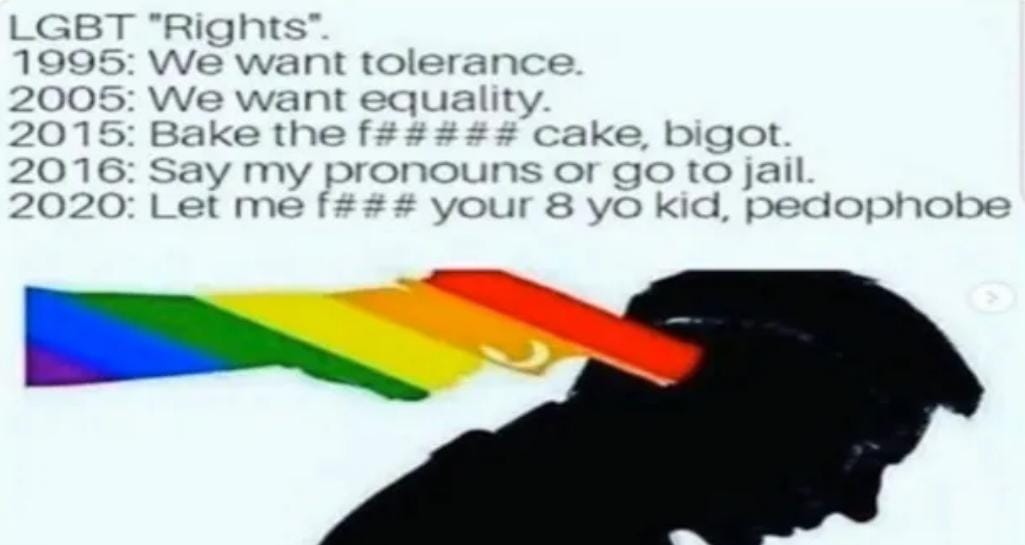 LGBT "Rights".
1995: We want tolerance.
2005: We want equality.
2015: Bake the f##### cake, bigot.
2016: Say my pronouns or go to jail.
2020: Let me f### your 8 yo kid, pedophobe